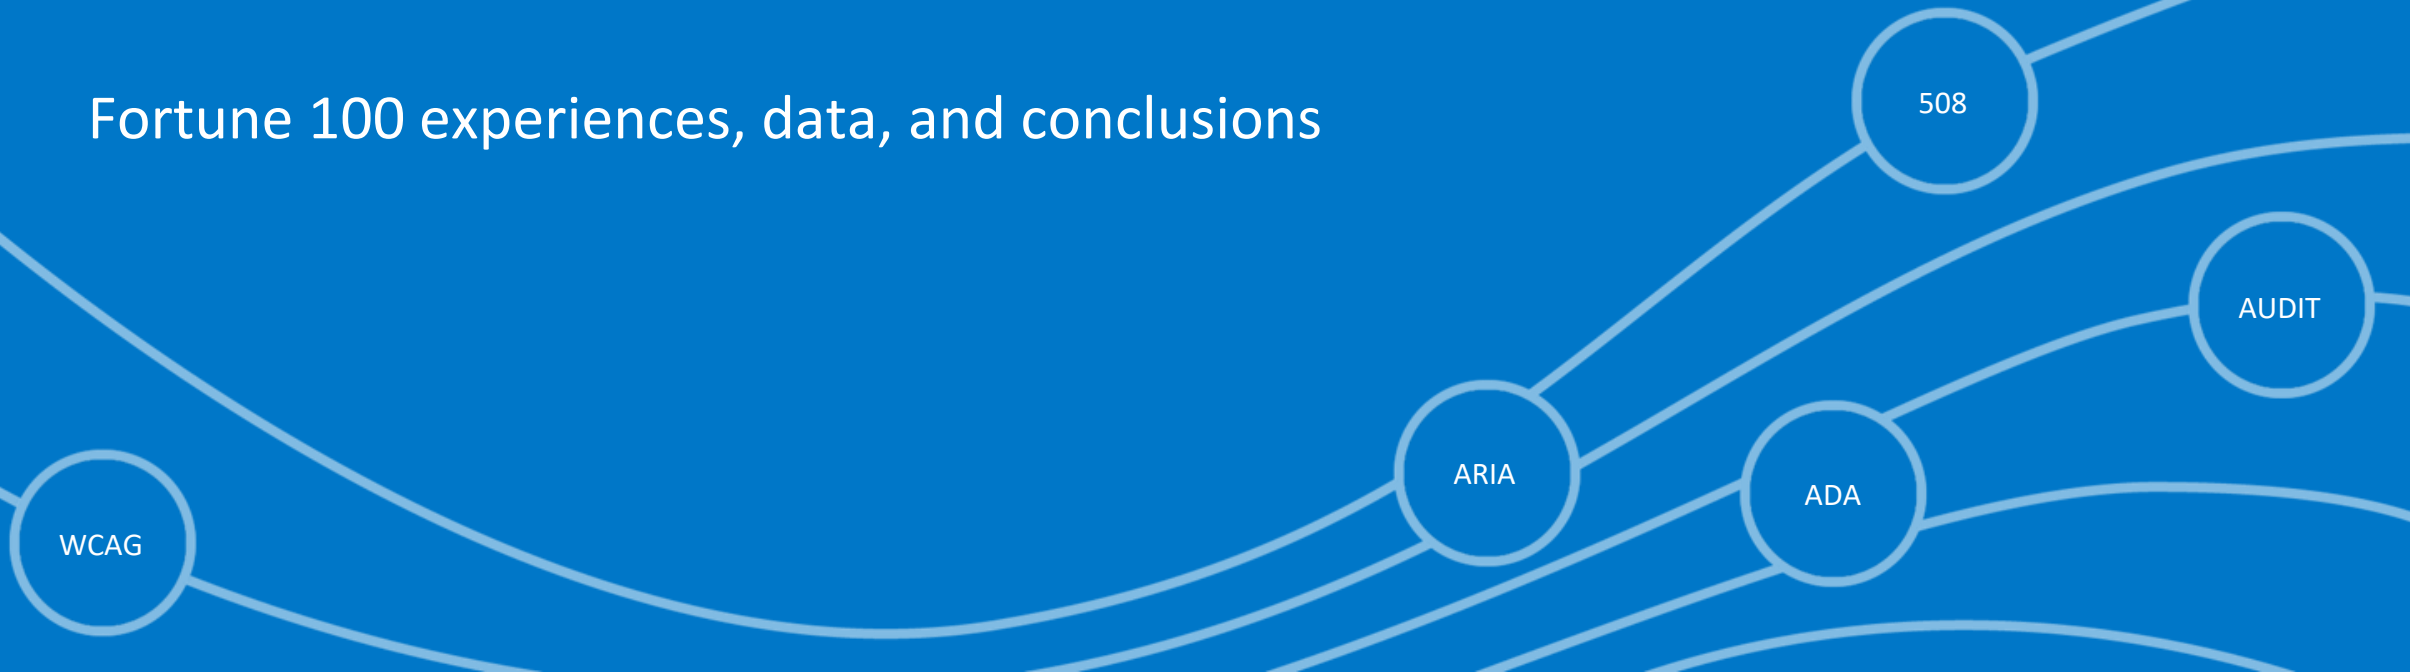 Fortune 100 experiences, data, and conclusions
508
AUDIT
ARIA
ADA
WCAG